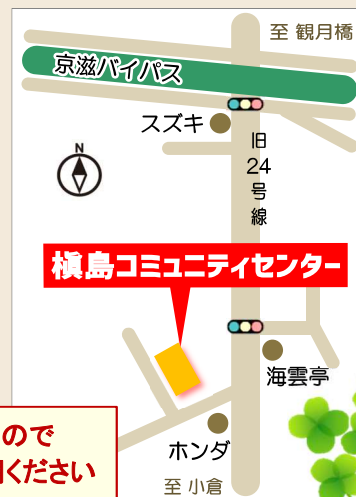 至 観月橋
京滋バイパス
スズキ
旧
24
号
線
N
槇島コミュニティセンター
海雲亭
ホンダ
ので
ください
至 小倉